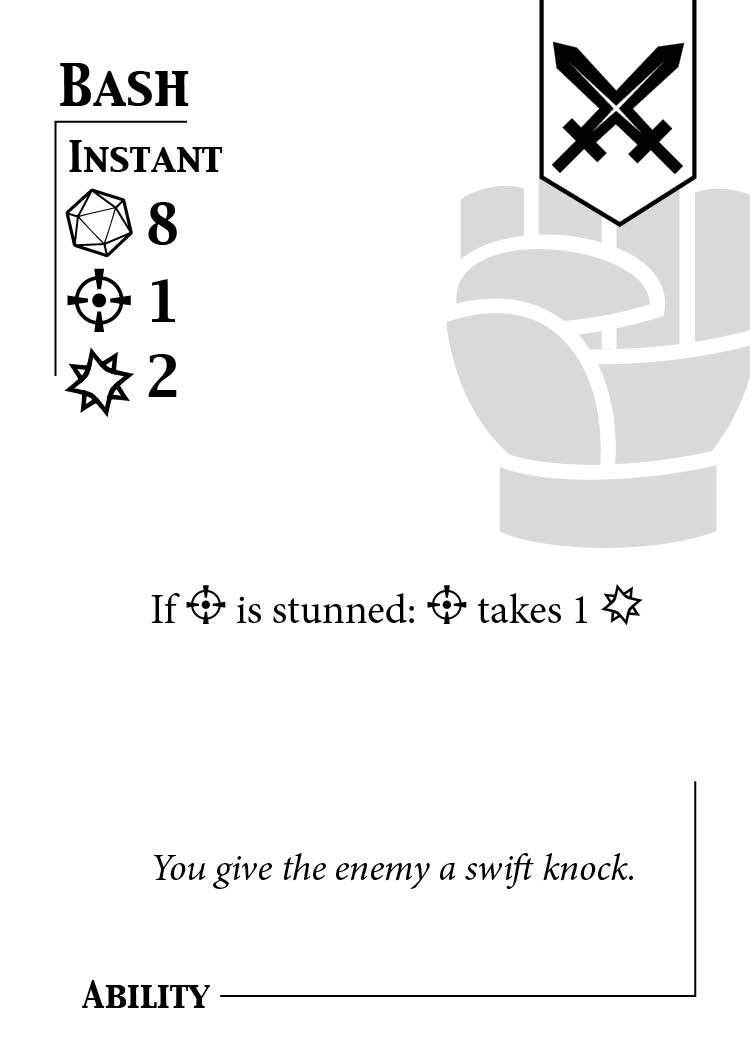 Bash
Instant
8
1
2
If is stunned: takes 1
You give the enemy a swift knock.
Ability